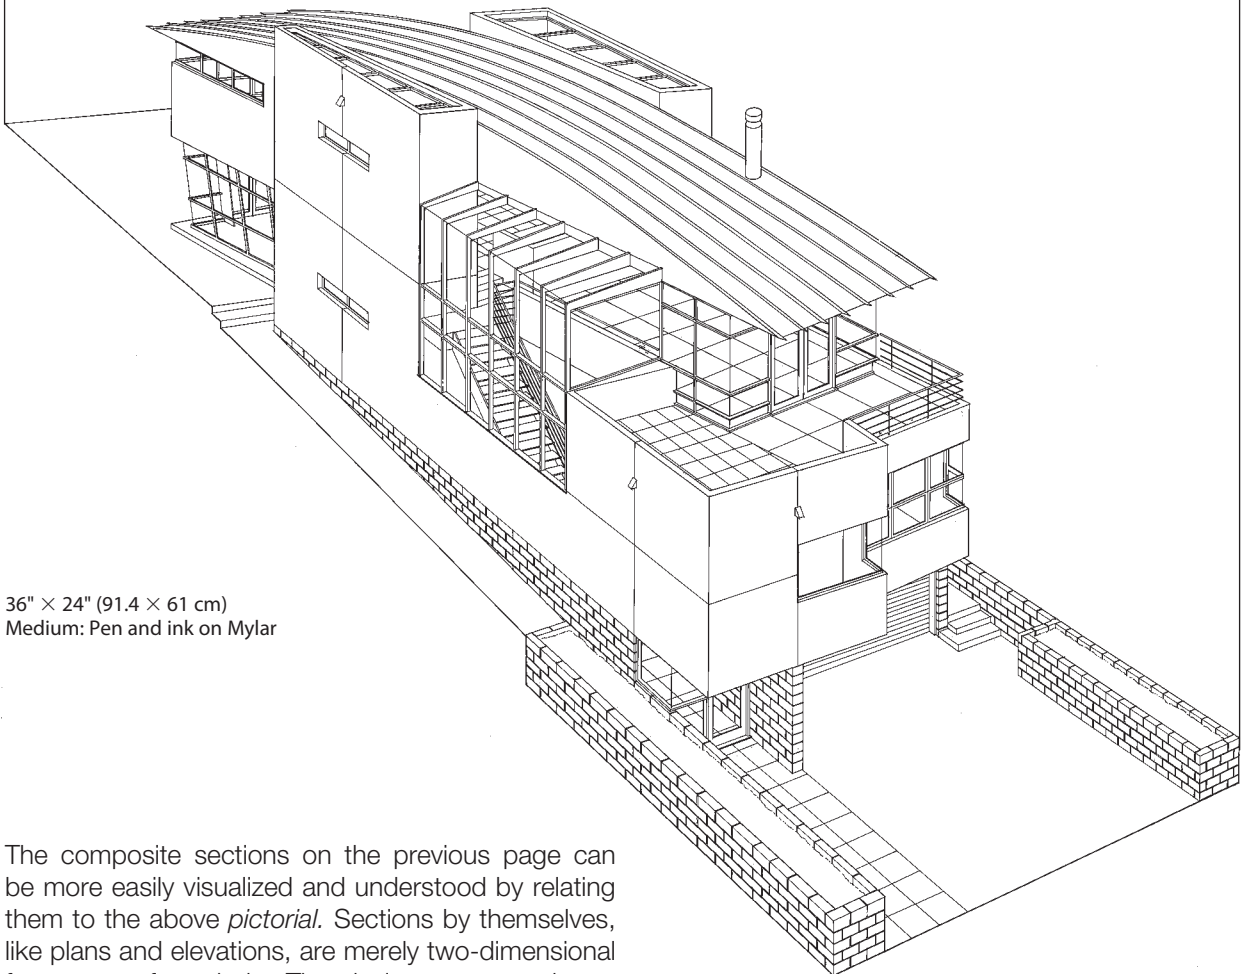 36" × 24" (91.4 × 61 cm)
Medium: Pen and ink on Mylar
The composite sections on the previous page can
be more easily visualized and understood by relating
them to the above pictorial. Sections by themselves,
like plans and elevations, are merely two-dimensional